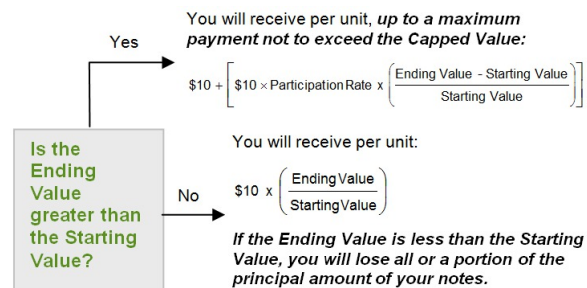 You will receive per unit, up to a maximum
payment not to exceed the Capped Value:
Yes
$10 + [ $10 × Participation Rate x ( Ending Value - Starting Value / Starting Value ) ]
Is the
Ending
Value
greater than
the Starting
Value?
No
You will receive per unit:
$10 x ( Ending Value / Starting Value )
If the Ending Value is less than the Starting
Value, you will lose all or a portion of the
principal amount of your notes.